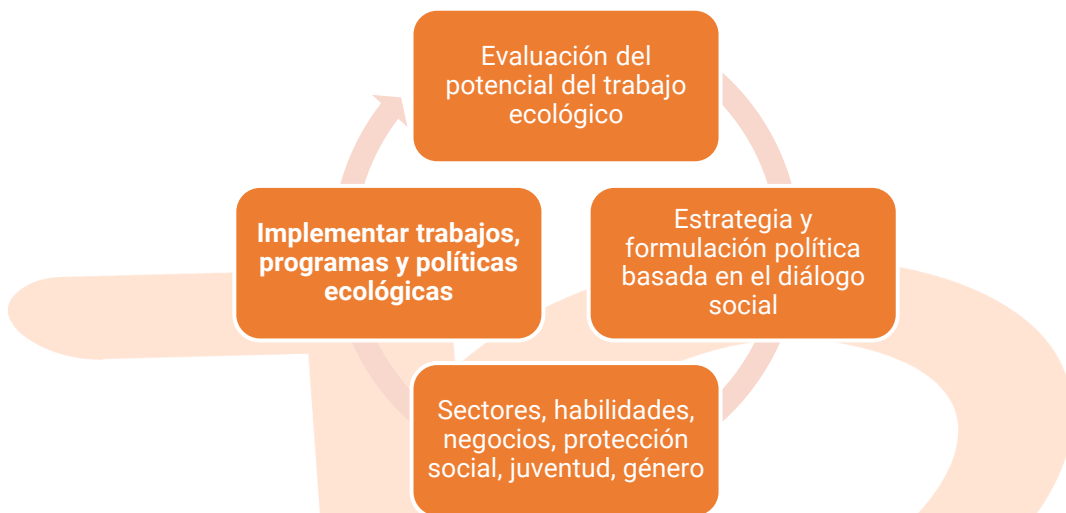 Evaluación del
potencial del trabajo
ecológico
Estrategia y
formulación política
basada en el diálogo
social
Sectores, habilidades,
negocios, protección
social, juventud, género
Implementar trabajos,
programas y políticas
ecológicas